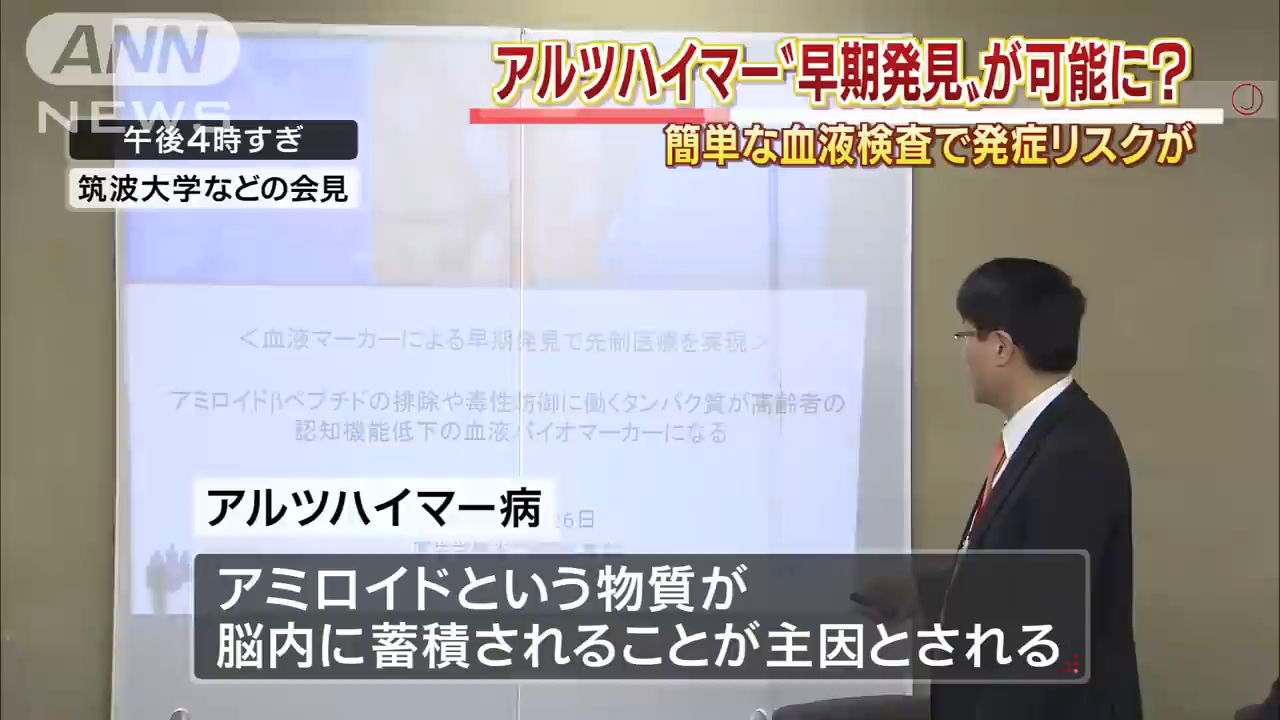 ANN
NEWS
アルツハイマー〝早期発見〟が可能に?
簡単な血液検査で発症リスクが
午後4時すぎ
筑波大学などの会見
<血液マーカーによる早期発見で先制医療を実現>
アミロイドβペプチドの排除や毒性防御に働くタンパク質が高齢者の
認知機能低下の血液バイオマーカーになる
6日
アルツハイマー病
アミロイドという物質が
脳内に蓄積されることが主因とされる